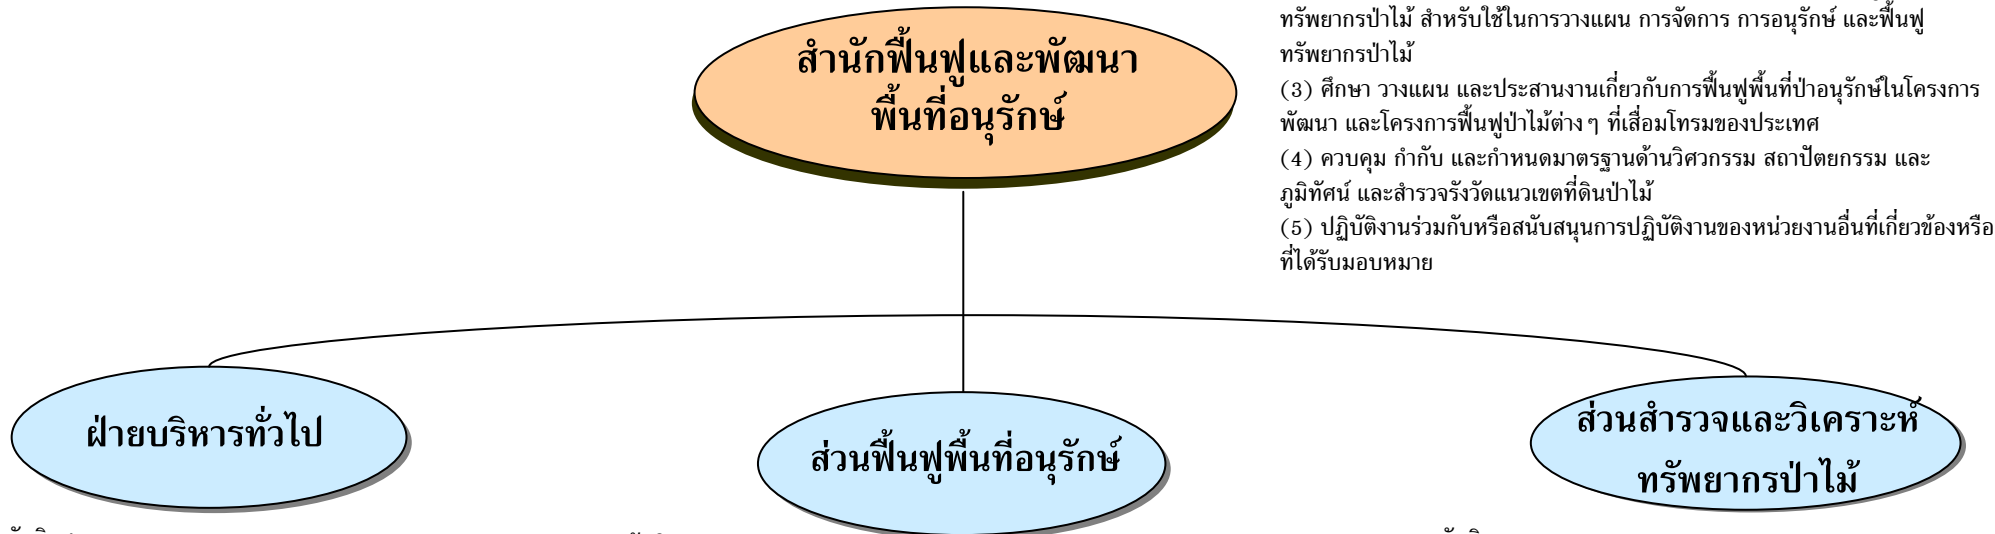 ทรัพยากรป่าไม้ สำหรับใช้ในการวางแผน การจัดการ การอนุรักษ์ และฟื้นฟู
ทรัพยากรป่าไม้
(3) ศึกษา วางแผน และประสานงานเกี่ยวกับการฟื้นฟูพื้นที่ป่าอนุรักษ์ในโครงการ
พัฒนา และโครงการฟื้นฟูป่าไม้ต่าง ๆ ที่เสื่อมโทรมของประเทศ
(4) ควบคุม กำกับ และกำหนดมาตรฐานด้านวิศวกรรม สถาปัตยกรรม และ
ภูมิทัศน์ และสำรวจรังวัดแนวเขตที่ดินป่าไม้
(5) ปฏิบัติงานร่วมกับหรือสนับสนุนการปฏิบัติงานของหน่วยงานอื่นที่เกี่ยวข้องหรือ
ที่ได้รับมอบหมาย
สำนักฟื้นฟูและพัฒนา
พื้นที่อนุรักษ์
ฝ่ายบริหารทั่วไป
ส่วนฟื้นฟูพื้นที่อนุรักษ์
ส่วนสำรวจและวิเคราะห์
ทรัพยากรป่าไม้